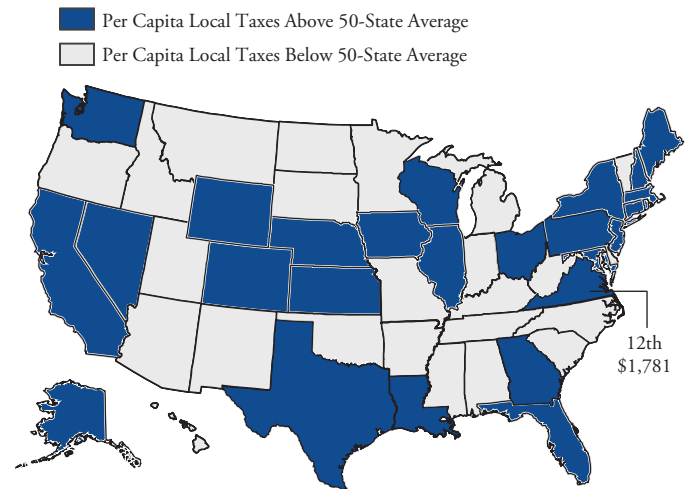 Per Capita Local Taxes Above 50-State Average
Per Capita Local Taxes Below 50-State Average
12th
$1,781